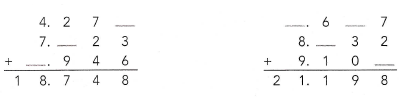 4. 2 7 __
7. __ 2 3
+ __. 9 4 6
1 8. 7 4 8
__. 6 __ 7
8. __ 3 2
+ 9. 1 0 __
2 1. 1 9 8